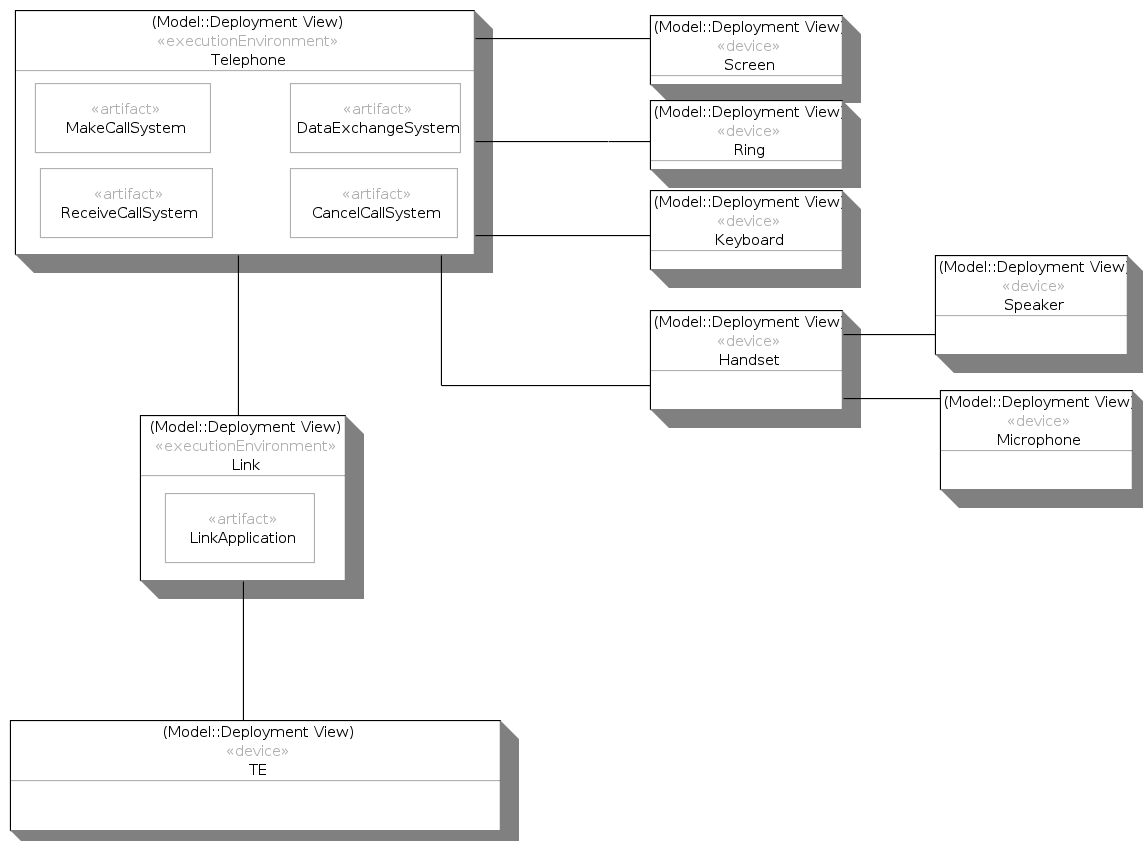 (Model::Deployment View)
«executionEnvironment»
Telephone
«artifact»
MakeCallSystem
«artifact»
DataExchangeSystem
«artifact»
ReceiveCallSystem
«artifact»
CancelCallSystem
(Model::Deployment View)
«device»
Screen
(Model::Deployment View)
«device»
Ring
(Model::Deployment View)
«device»
Keyboard
(Model::Deployment View)
«device»
Handset
(Model::Deployment View)
«device»
Speaker
(Model::Deployment View)
«device»
Microphone
(Model::Deployment View)
«executionEnvironment»
Link
«artifact»
LinkApplication
(Model::Deployment View)
«device»
TE